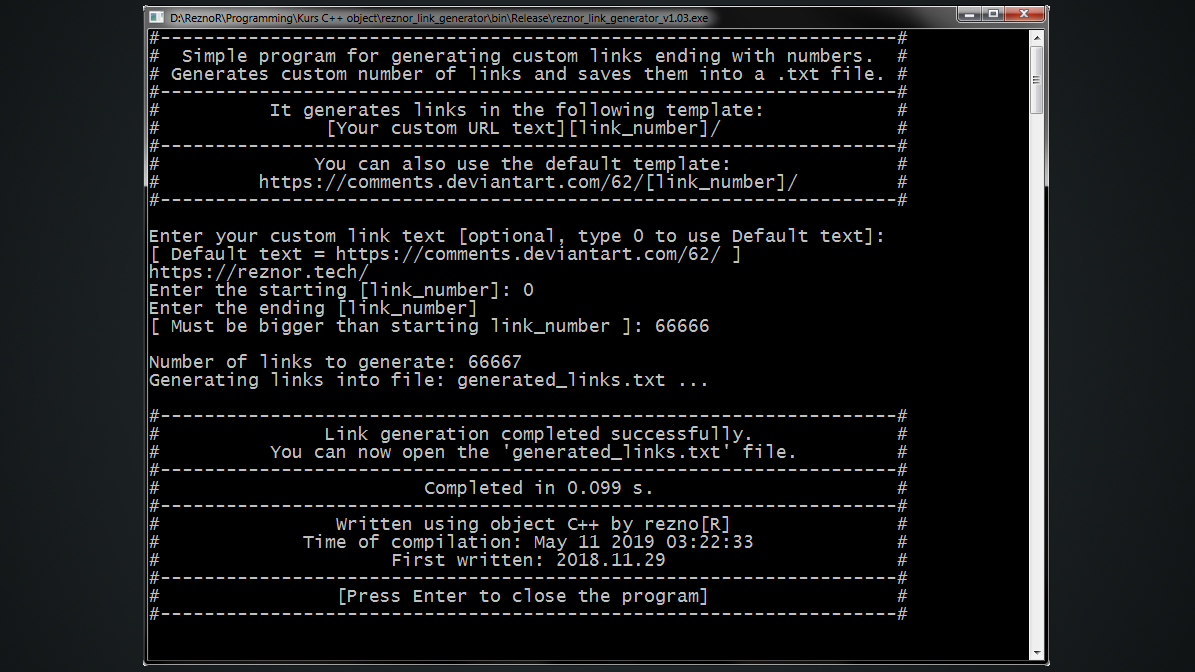 D:\ReznoR\Programming\Kurs C++ object\reznor_link_generator\bin\Release\reznor_link_generator_v1.03.exe
#-------------------------------------------------------------------#
#  Simple program for generating custom links ending with numbers.  #
# Generates custom number of links and saves them into a .txt file. #
#-------------------------------------------------------------------#
#          It generates links in the following template:            #
#               [Your custom URL text][link_number]/                #
#-------------------------------------------------------------------#
#              You can also use the default template:               #
#         https://comments.deviantart.com/62/[link_number]/         #
#-------------------------------------------------------------------#
Enter your custom link text [optional, type 0 to use Default text]:
[ Default text = https://comments.deviantart.com/62/ ]
https://reznor.tech/
Enter the starting [link_number]: 0
Enter the ending [link_number]
[ Must be bigger than starting link_number ]: 66666
Number of links to generate: 66667
Generating links into file: generated_links.txt ...
#-------------------------------------------------------------------#
#               Link generation completed successfully.             #
#          You can now open the 'generated_links.txt' file.         #
#-------------------------------------------------------------------#
#                        Completed in 0.099 s.                      #
#-------------------------------------------------------------------#
#                Written using object C++ by rezno[R]               #
#             Time of compilation: May 11 2019 03:22:33             #
#                     First written: 2018.11.29                     #
#-------------------------------------------------------------------#
#                [Press Enter to close the program]                 #
#-------------------------------------------------------------------#